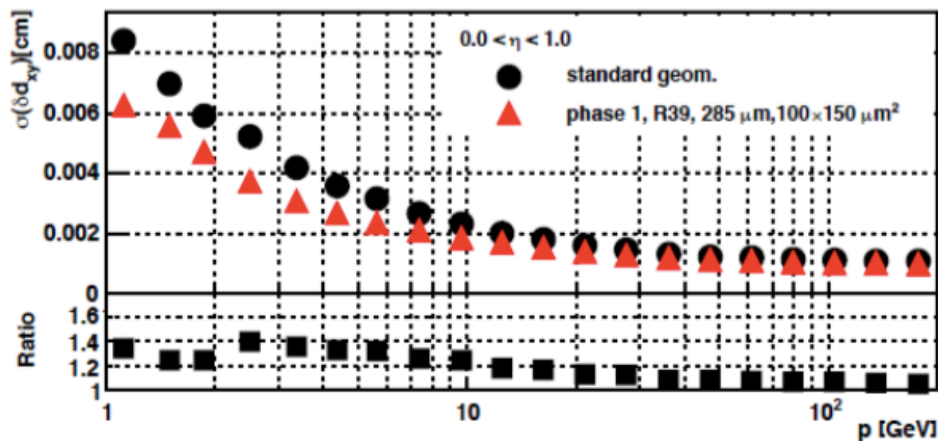 σ(δd_xy)[cm]
0.008
0.006
0.004
0.002
0
0.0 < η < 1.0
standard geom.
phase 1, R39, 285 μm,100×150 μm²
Ratio
1.6
1.4
1.2
1
1
10
10²
p [GeV]